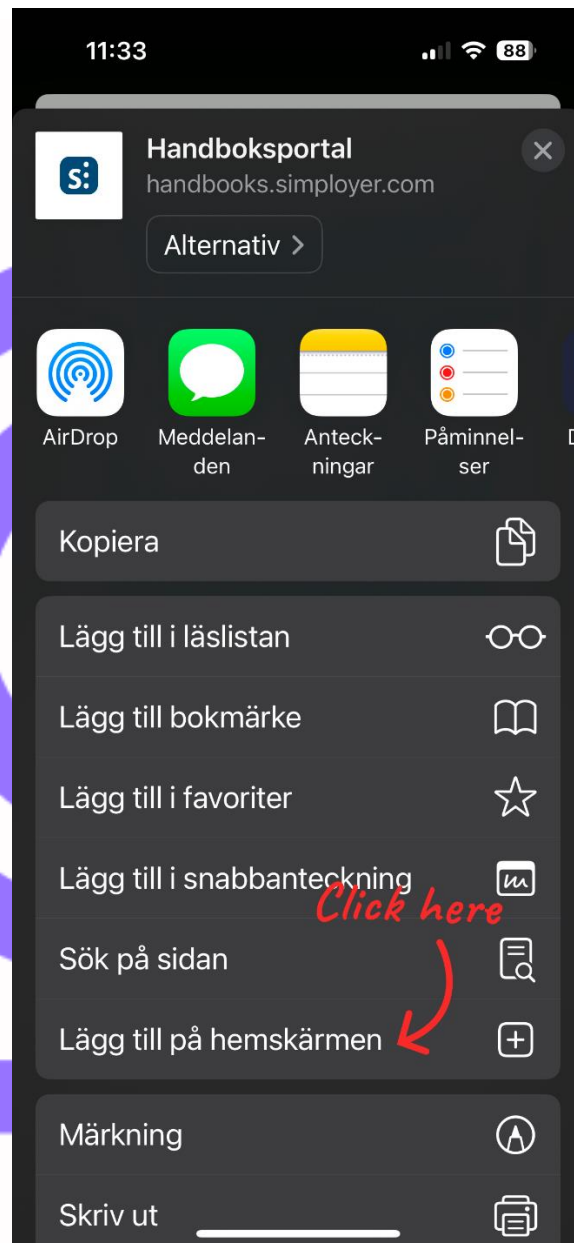 11:33
88
s:
Handboksportal
handbooks.simployer.com
Alternativ >
AirDrop
Meddelan-
den
Anteck-
ningar
Påminnel-
ser
Kopiera
Lägg till i läslistan
Lägg till bokmärke
Lägg till i favoriter
Lägg till i snabbanteckning
Click here
Sök på sidan
Lägg till på hemskärmen
Märkning
Skriv ut